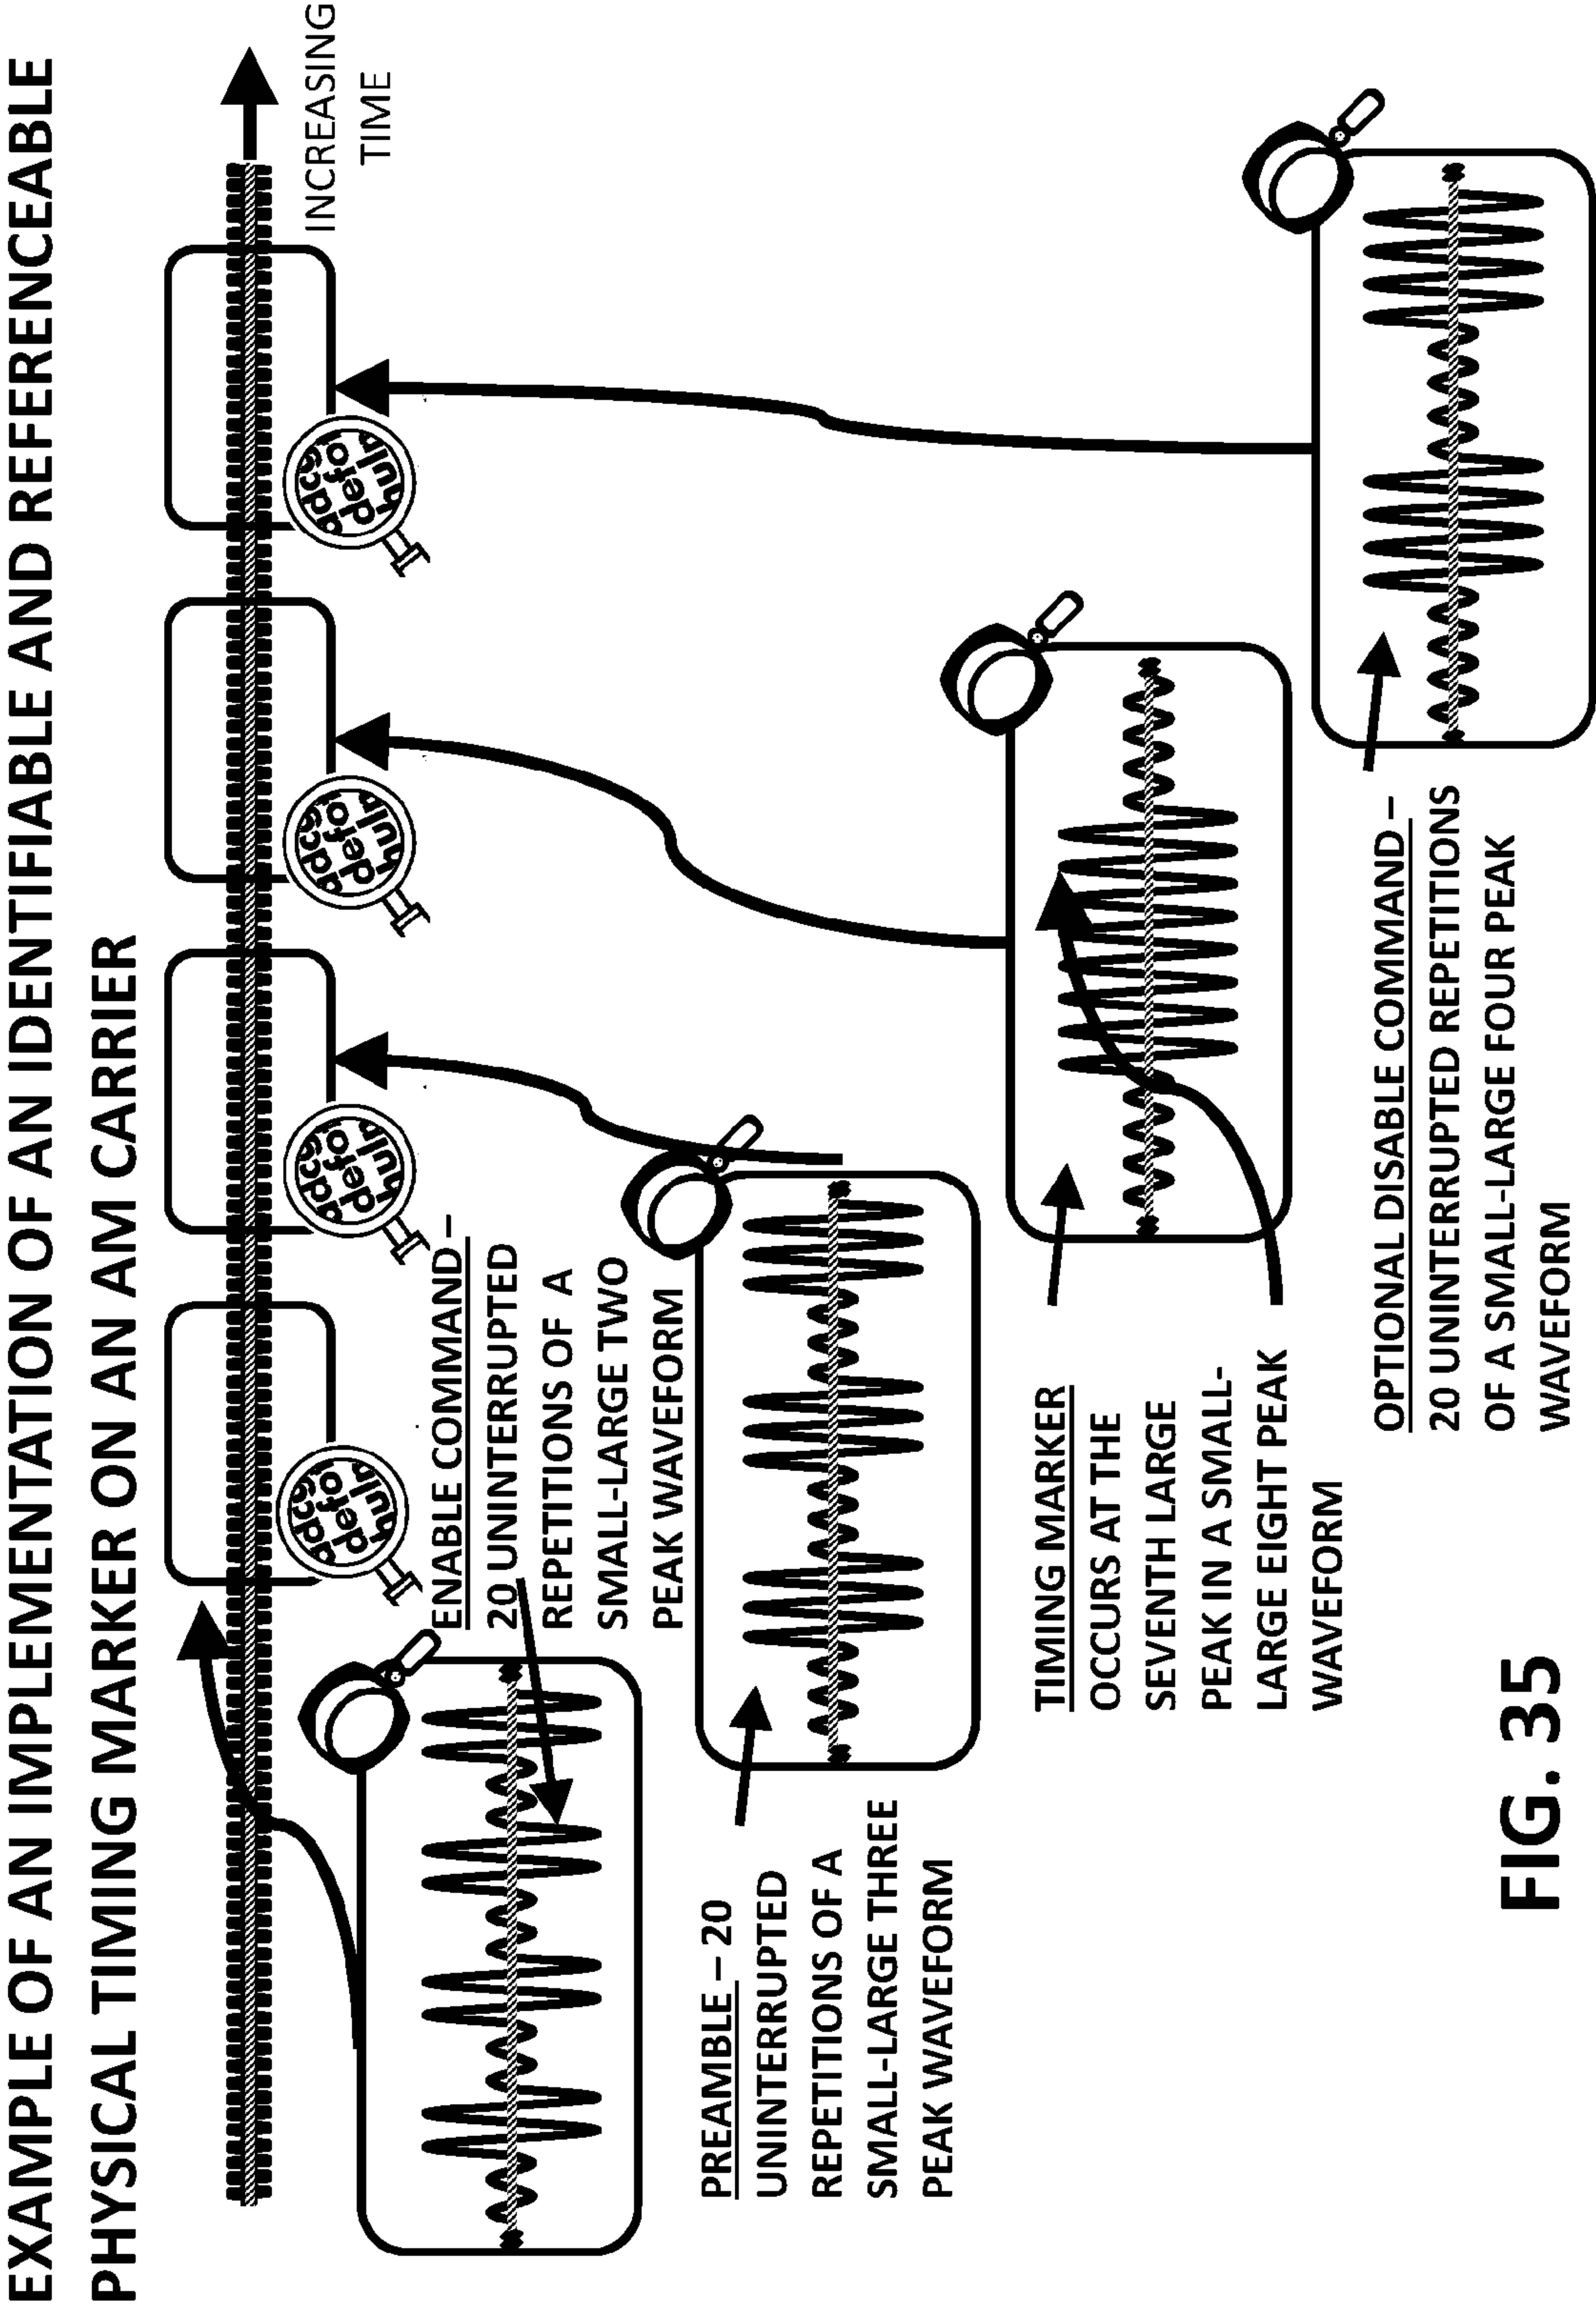 EXAMPLE OF AN IMPLEMENTATION OF AN IDENTIFIABLE AND REFERENCEABLE
PHYSICAL TIMING MARKER ON AN AM CARRIER
INCREASING
TIME
ENABLE COMMAND –
20 UNINTERRUPTED
REPETITIONS OF A
SMALL-LARGE TWO
PEAK WAVEFORM
PREAMBLE – 20
UNINTERRUPTED
REPETITIONS OF A
SMALL-LARGE THREE
PEAK WAVEFORM
TIMING MARKER
OCCURS AT THE
SEVENTH LARGE
PEAK IN A SMALL-
LARGE EIGHT PEAK
WAVEFORM
OPTIONAL DISABLE COMMAND –
20 UNINTERRUPTED REPETITIONS
OF A SMALL-LARGE FOUR PEAK
WAVEFORM
FIG. 35